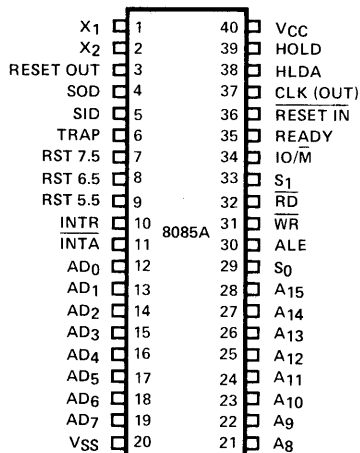 X1 1 40 VCC
X2 2 39 HOLD
RESET OUT 3 38 HLDA
SOD 4 37 CLK (OUT)
SID 5 36 RESET IN
TRAP 6 35 READY
RST 7.5 7 34 IO/M
RST 6.5 8 33 S1
RST 5.5 9 32 RD
INTR 10 31 WR
8085A
INTA 11 30 ALE
AD0 12 29 S0
AD1 13 28 A15
AD2 14 27 A14
AD3 15 26 A13
AD4 16 25 A12
AD5 17 24 A11
AD6 18 23 A10
AD7 19 22 A9
VSS 20 21 A8